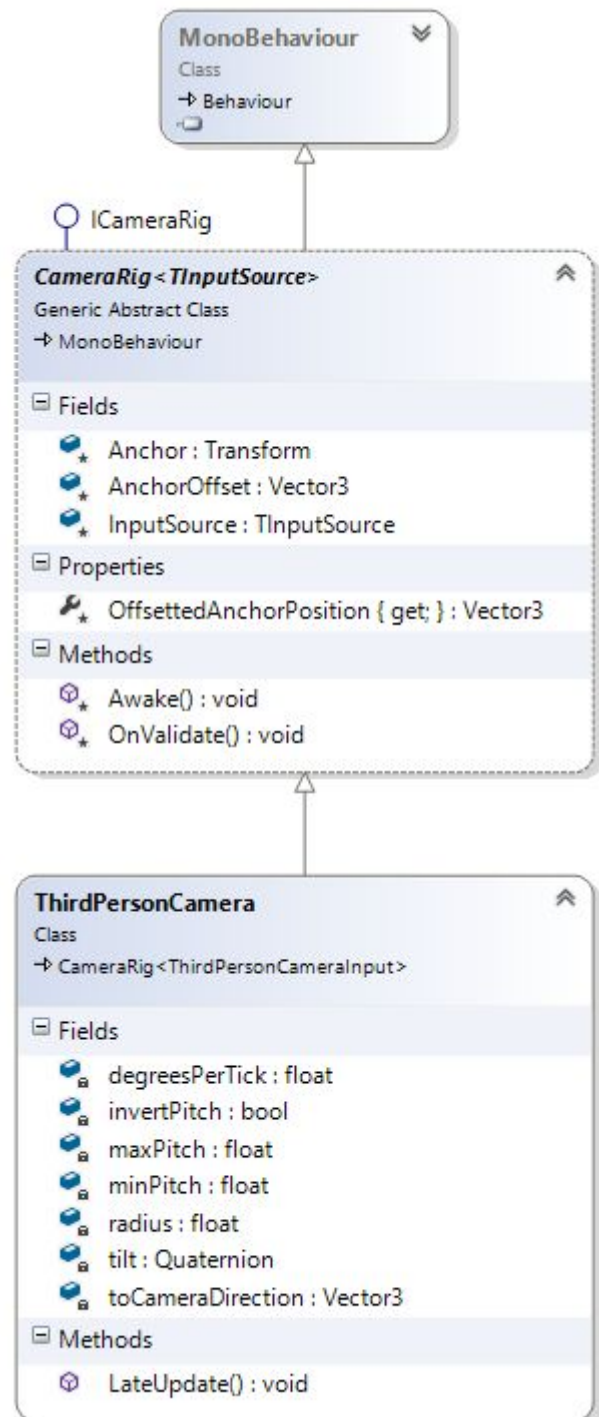 MonoBehaviour
Class
Behaviour
ICameraRig
CameraRig<TInputSource>
Generic Abstract Class
MonoBehaviour
Fields
Anchor : Transform
AnchorOffset : Vector3
InputSource : TInputSource
Properties
OffsettedAnchorPosition { get; } : Vector3
Methods
Awake() : void
OnValidate() : void
ThirdPersonCamera
Class
CameraRig<ThirdPersonCameraInput>
Fields
degreesPerTick : float
invertPitch : bool
maxPitch : float
minPitch : float
radius : float
tilt : Quaternion
toCameraDirection : Vector3
Methods
LateUpdate() : void